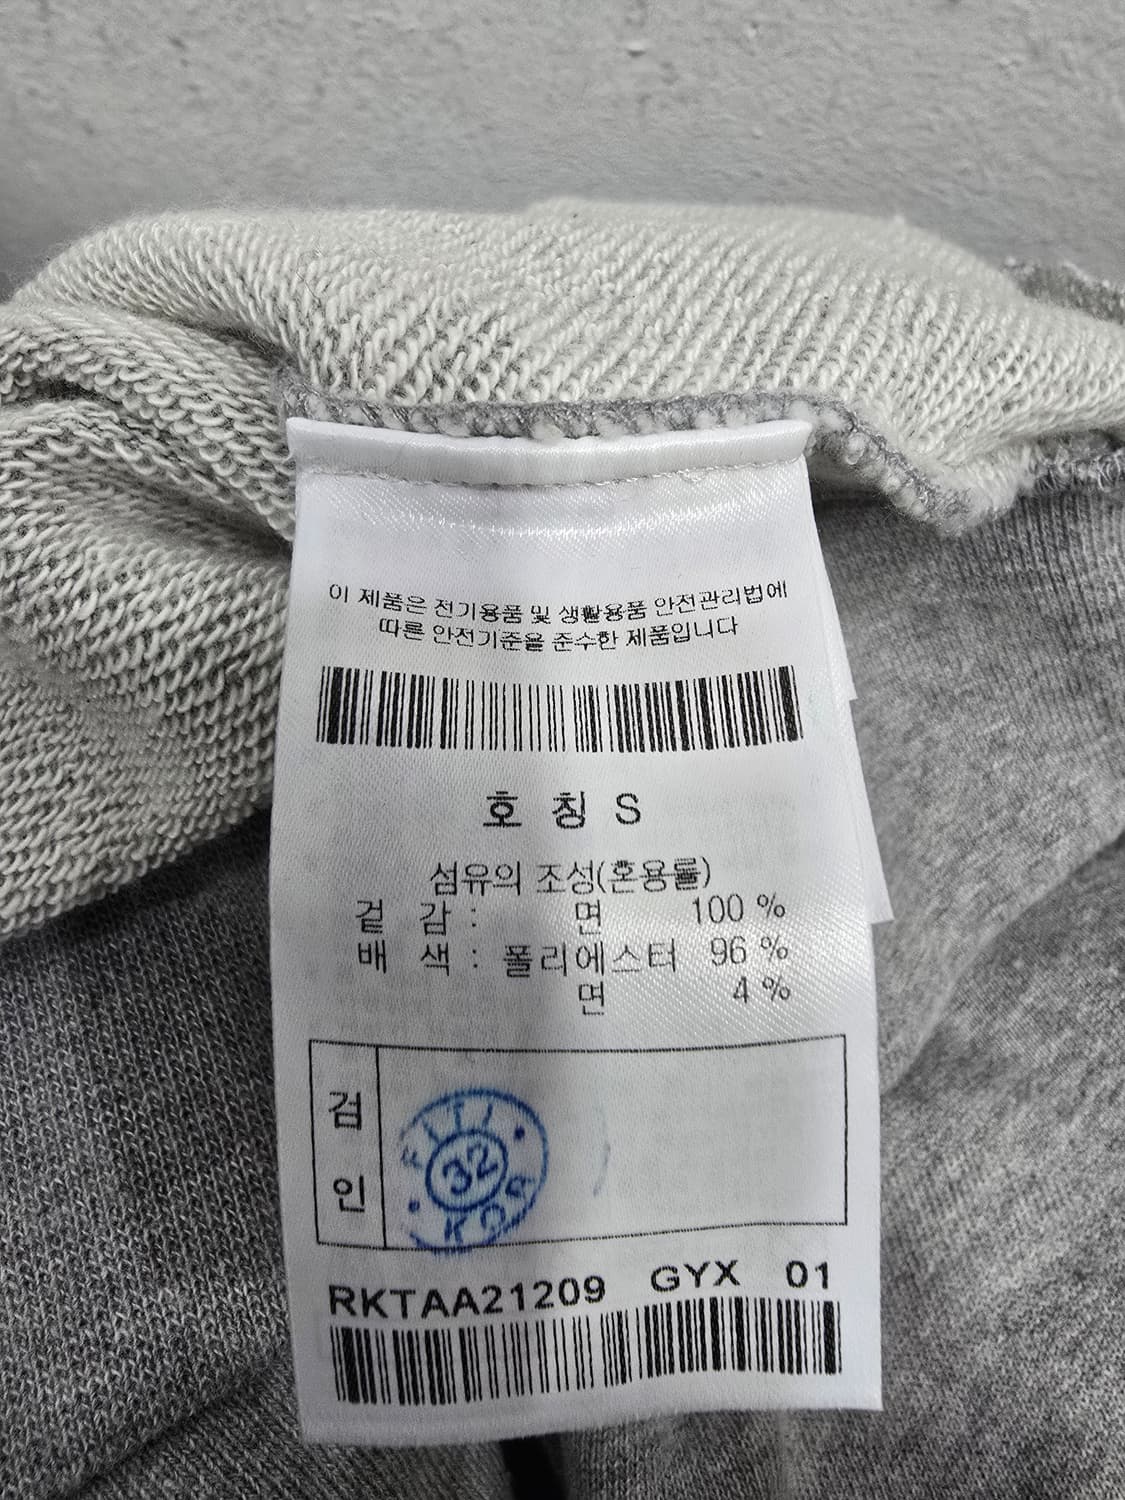 이 제품은 전기용품 및 생활용품 안전관리법에
따른 안전기준을 준수한 제품입니다
호 칭 S
섬유의 조성(혼용률)
겉 감 : 면 100 %
배 색 : 폴리에스터 96 %
면 4 %
검
인
FITI
32
KOR
RKTAA21209 GYX 01